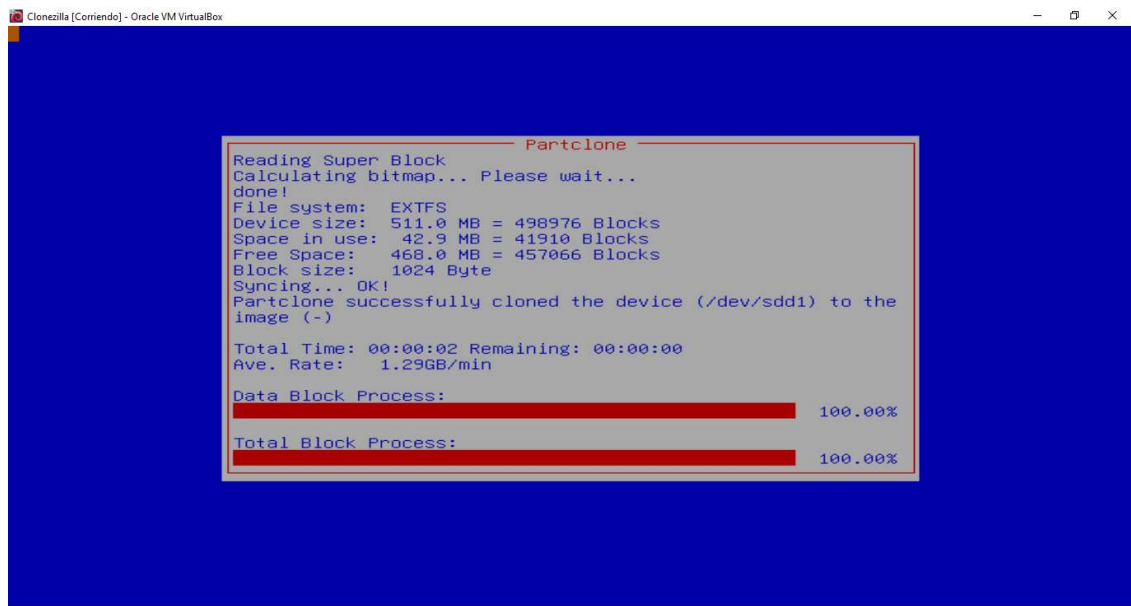 Clonezilla [Corriendo] - Oracle VM VirtualBox
Partclone
Reading Super Block
Calculating bitmap... Please wait...
done!
File system:  EXTFS
Device size:  511.0 MB = 498976 Blocks
Space in use:  42.9 MB = 41910 Blocks
Free Space:   468.0 MB = 457066 Blocks
Block size:   1024 Byte
Syncing... OK!
Partclone successfully cloned the device (/dev/sdd1) to the
image (-)
Total Time: 00:00:02 Remaining: 00:00:00
Ave. Rate:   1.29GB/min
Data Block Process:
100.00%
Total Block Process:
100.00%